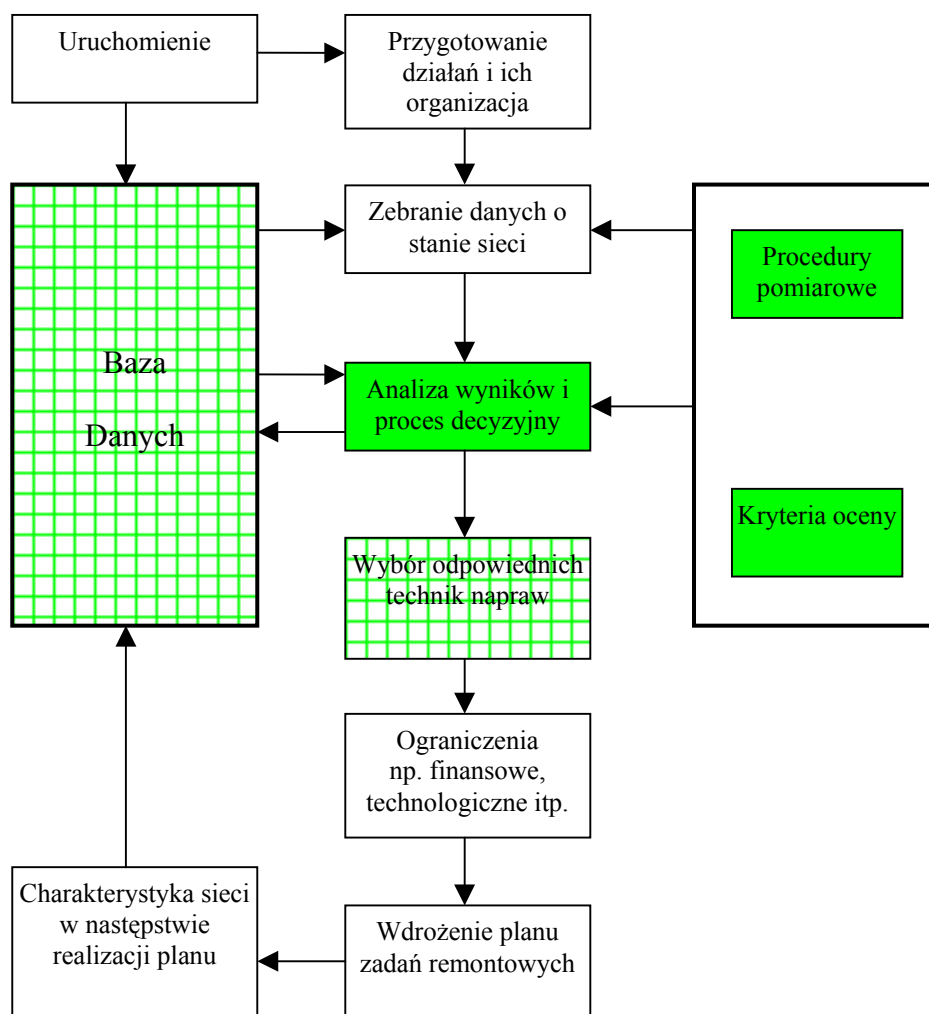 Uruchomienie
Przygotowanie
działań i ich
organizacja
Zebranie danych o
stanie sieci
Procedury
pomiarowe
Baza
Danych
Analiza wyników i
proces decyzyjny
Kryteria oceny
Wybór odpowiednich
technik napraw
Ograniczenia
np. finansowe,
technologiczne itp.
Charakterystyka sieci
w następstwie
realizacji planu
Wdrożenie planu
zadań remontowych